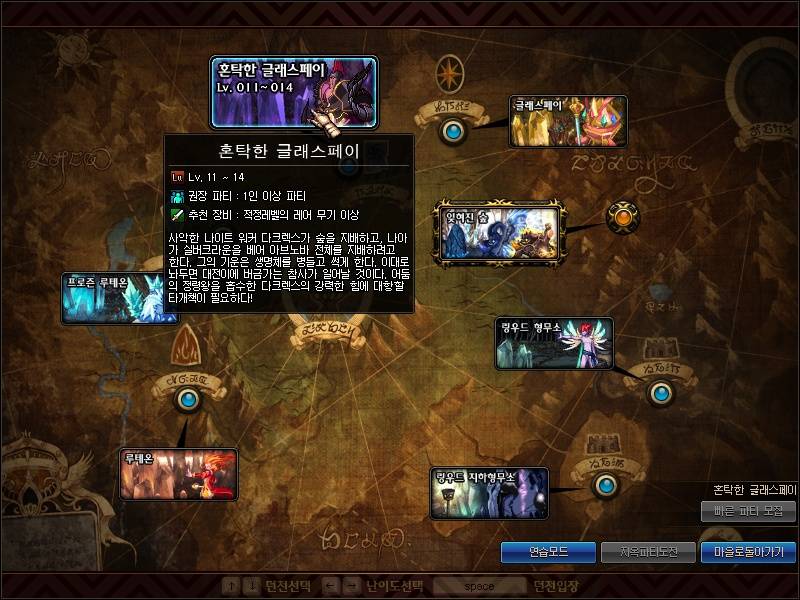 혼탁한 글래스페이
Lv. 011~014
글래스페이
혼탁한 글래스페이
Lv Lv. 11 ~ 14
권장 파티 : 1인 이상 파티
추천 장비 : 적정레벨의 레어 무기 이상
사악한 나이트 워커 다크렉스가 숲을 지배하고, 나아
가 실버크라운을 베어 아브노바 전체를 지배하려고
한다. 그의 기운은 생명체를 병들고 썩게 한다. 이대로
놔두면 대전이에 버금가는 참사가 일어날 것이다. 어둠
의 정령왕을 흡수한 다크렉스의 강력한 힘에 대항할
타개책이 필요하다!
잊혀진 숲
프로즌 루테온
링우드 형무소
루테온
링우드 지하형무소
혼탁한 글래스페이
빠른 파티 모집
연습모드
지옥파티도전
마을로돌아가기
↑ ↓ 던전선택 ← → 난이도선택 space 던전입장